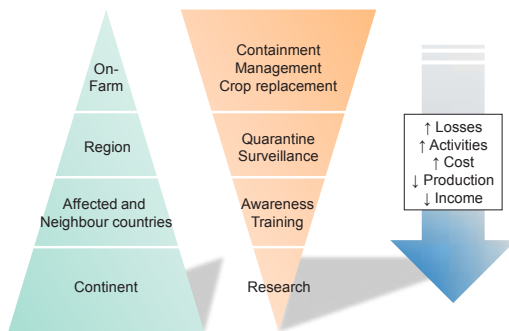 On-
Farm
Region
Affected and
Neighbour countries
Continent
Containment
Management
Crop replacement
Quarantine
Surveillance
Awareness
Training
Research
↑ Losses
↑ Activities
↑ Cost
↓ Production
↓ Income